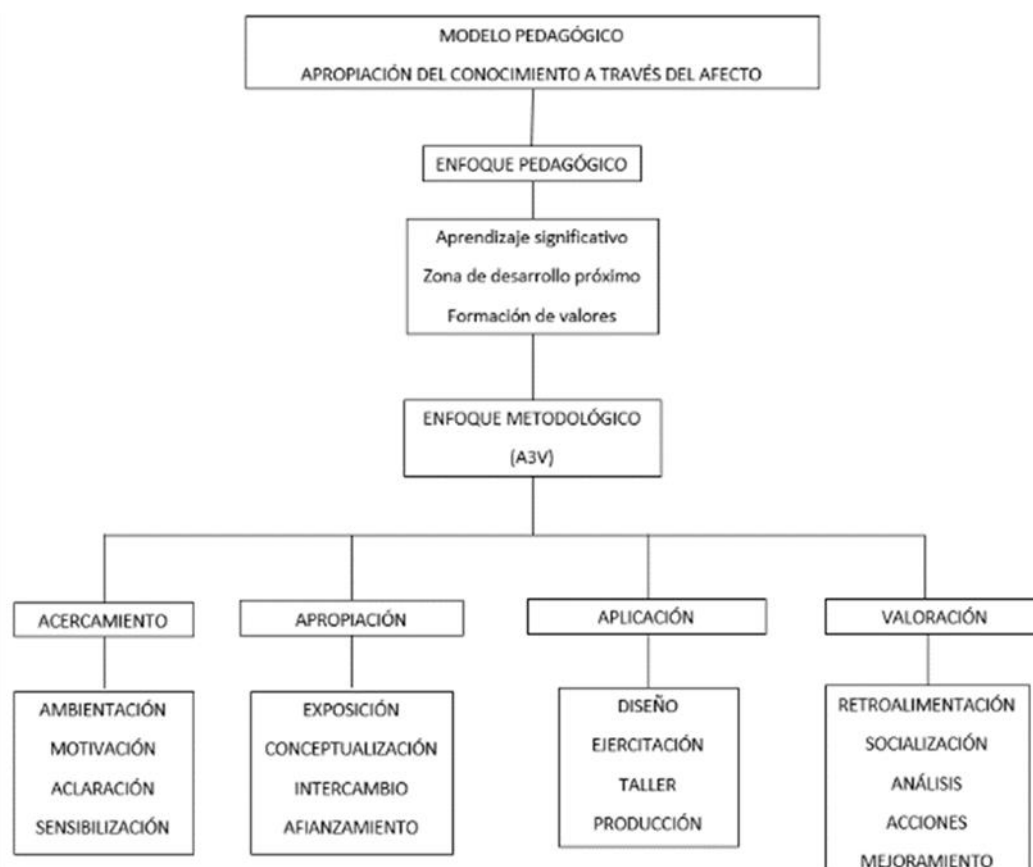 MODELO PEDAGÓGICO
APROPIACIÓN DEL CONOCIMIENTO A TRAVÉS DEL AFECTO
ENFOQUE PEDAGÓGICO
Aprendizaje significativo
Zona de desarrollo próximo
Formación de valores
ENFOQUE METODOLÓGICO
(A3V)
ACERCAMIENTO
AMBIENTACIÓN
MOTIVACIÓN
ACLARACIÓN
SENSIBILIZACIÓN
APROPIACIÓN
EXPOSICIÓN
CONCEPTUALIZACIÓN
INTERCAMBIO
AFIANZAMIENTO
APLICACIÓN
DISEÑO
EJERCITACIÓN
TALLER
PRODUCCIÓN
VALORACIÓN
RETROALIMENTACIÓN
SOCIALIZACIÓN
ANÁLISIS
ACCIONES
MEJORAMIENTO